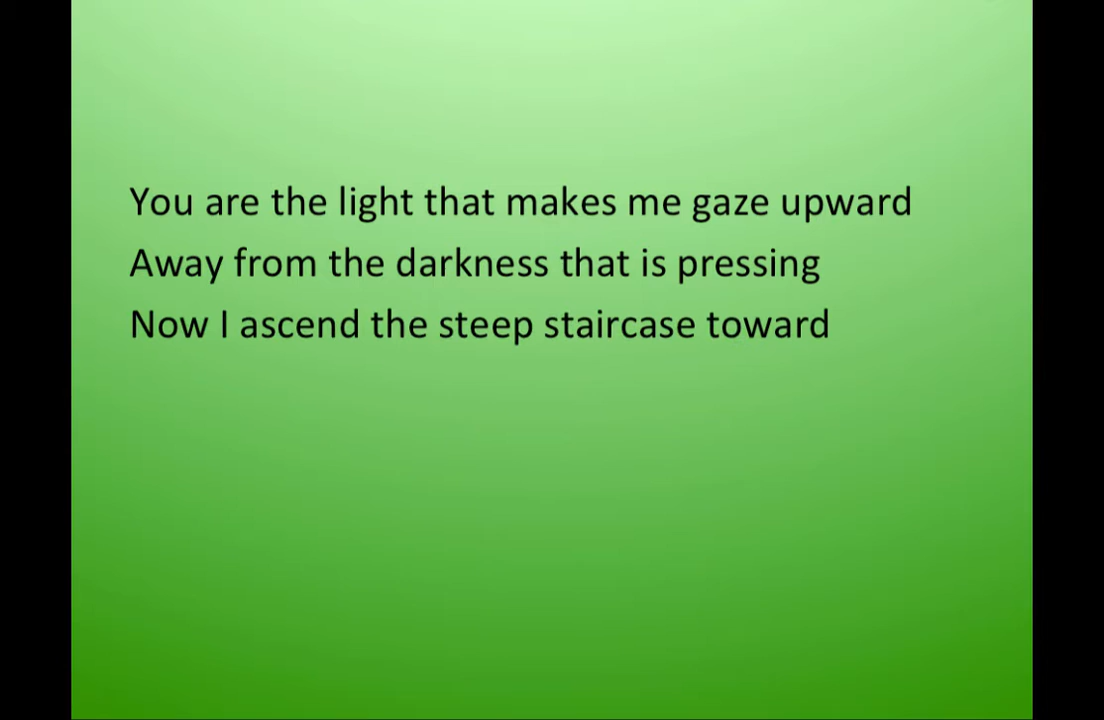 You are the light that makes me gaze upward
Away from the darkness that is pressing
Now I ascend the steep staircase toward